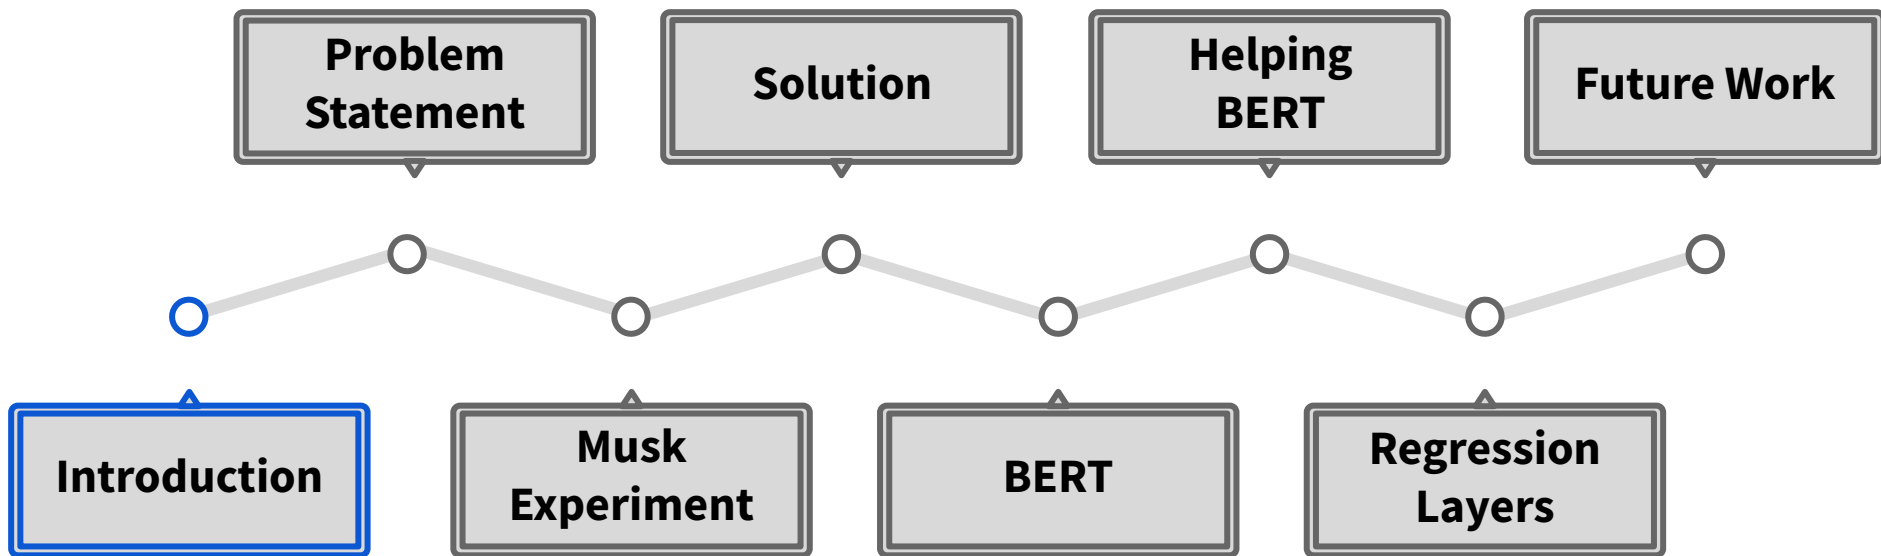 Problem
Statement
Solution
Helping
BERT
Future Work
Introduction
Musk
Experiment
BERT
Regression
Layers